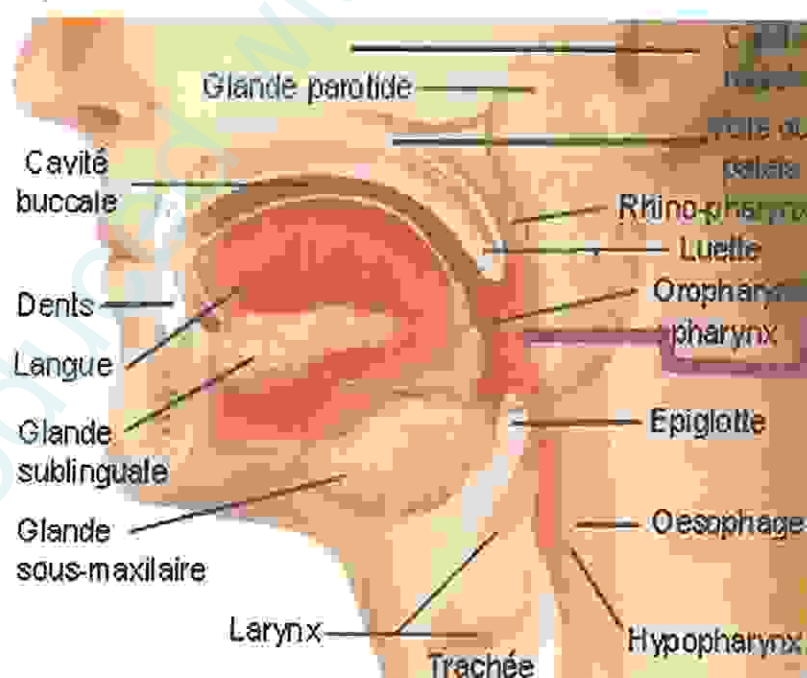 Glande parotide
Cavité
buccale
palais
Rhino-pharynx
Luette
Dents
pharynx
Langue
Epiglotte
Glande
sublinguale
Oesophage
Glande
sous-maxilaire
Larynx
Hypopharynx
Trachée